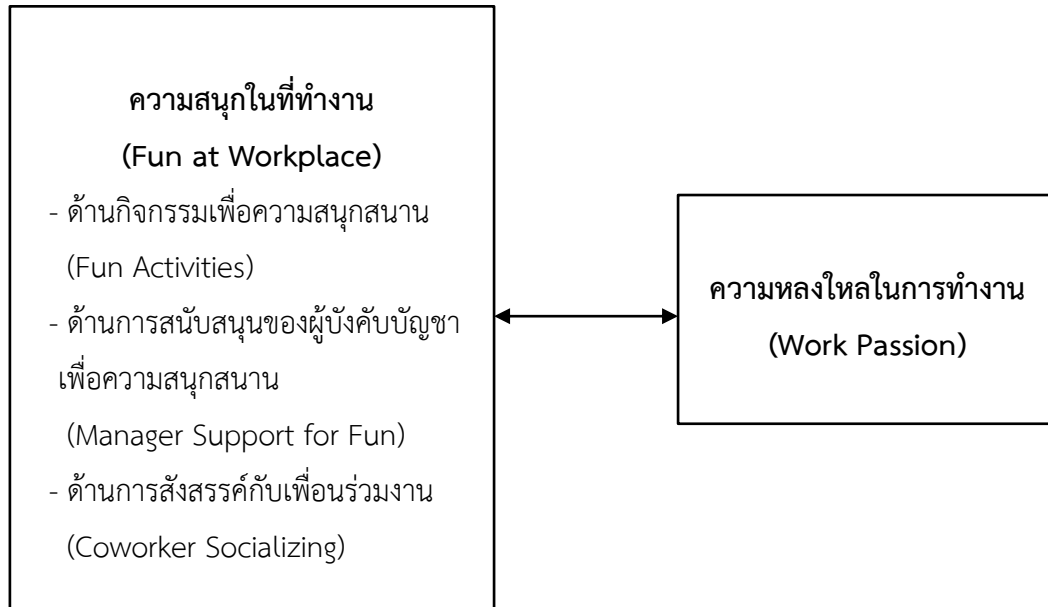 ความสนุกในที่ทำงาน
(Fun at Workplace)
- ด้านกิจกรรมเพื่อความสนุกสนาน
(Fun Activities)
- ด้านการสนับสนุนของผู้บังคับบัญชา
เพื่อความสนุกสนาน
(Manager Support for Fun)
- ด้านการสังสรรค์กับเพื่อนร่วมงาน
(Coworker Socializing)
ความหลงใหลในการทำงาน
(Work Passion)